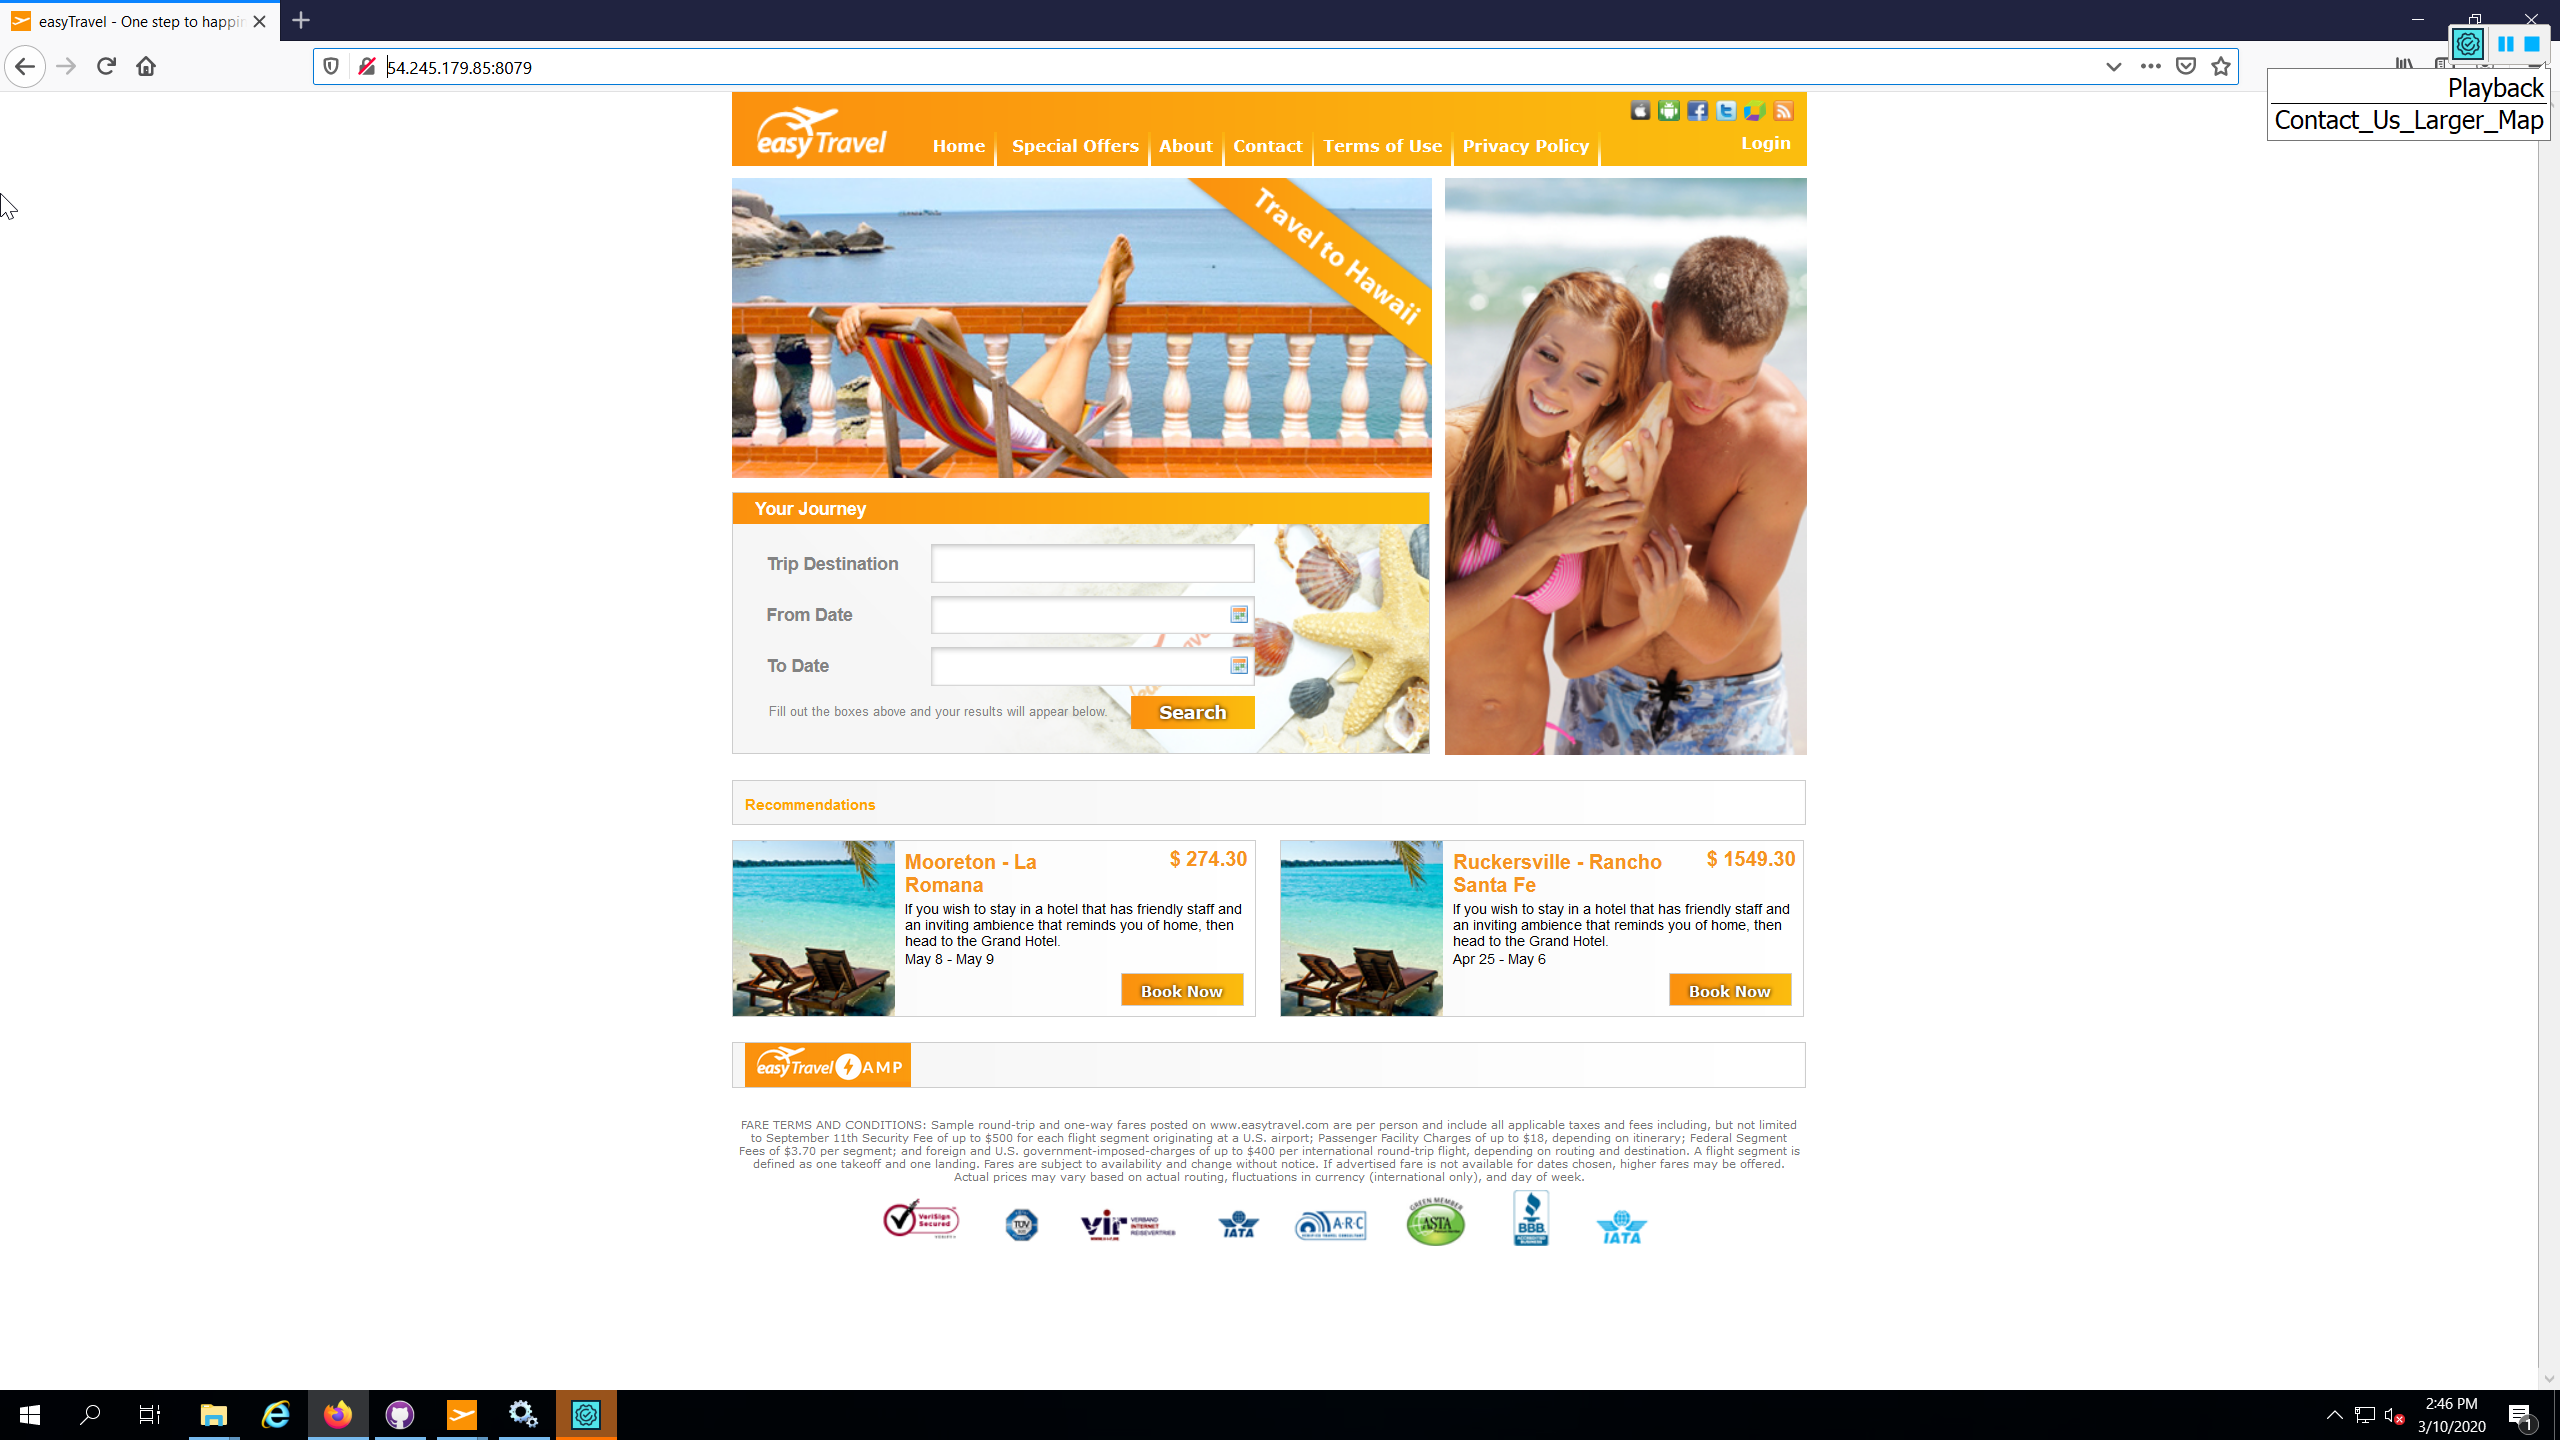 easyTravel - One step to happin
54.245.179.85:8079
Playback
Contact_Us_Larger_Map
easyTravel
Home
Special Offers
About
Contact
Terms of Use
Privacy Policy
Login
Travel to Hawaii
Your Journey
Trip Destination
From Date
To Date
Fill out the boxes above and your results will appear below.
Search
Recommendations
Mooreton - La
Romana
$ 274.30
If you wish to stay in a hotel that has friendly staff and
an inviting ambience that reminds you of home, then
head to the Grand Hotel.
May 8 - May 9
Book Now
Ruckersville - Rancho
Santa Fe
$ 1549.30
If you wish to stay in a hotel that has friendly staff and
an inviting ambience that reminds you of home, then
head to the Grand Hotel.
Apr 25 - May 6
Book Now
easyTravel AMP
FARE TERMS AND CONDITIONS: Sample round-trip and one-way fares posted on www.easytravel.com are per person and include all applicable taxes and fees including, but not limited
to September 11th Security Fee of up to $500 for each flight segment originating at a U.S. airport; Passenger Facility Charges of up to $18, depending on itinerary; Federal Segment
Fees of $3.70 per segment; and foreign and U.S. government-imposed-charges of up to $400 per international round-trip flight, depending on routing and destination. A flight segment is
defined as one takeoff and one landing. Fares are subject to availability and change without notice. If advertised fare is not available for dates chosen, higher fares may be offered.
Actual prices may vary based on actual routing, fluctuations in currency (international only), and day of week.
VeriSign
Secured
TÜV
vir
VERBAND
INTERNET
REISEVERTRIEB
IATA
A·R·C
GREEN MEMBER
ASTA
BBB
ACCREDITED
BUSINESS
IATA
2:46 PM
3/10/2020
1